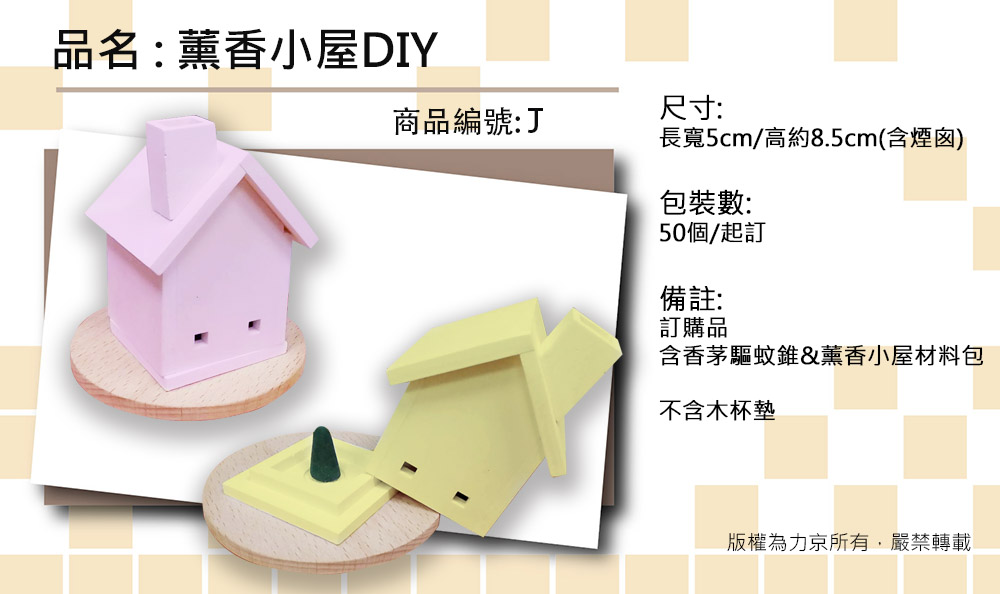 品名 : 薰香小屋DIY
商品編號: J
尺寸:
長寬5cm/高約8.5cm(含煙囪)
包裝數:
50個/起訂
備註:
訂購品
含香茅驅蚊錐&薰香小屋材料包
不含木杯墊
版權為力京所有，嚴禁轉載